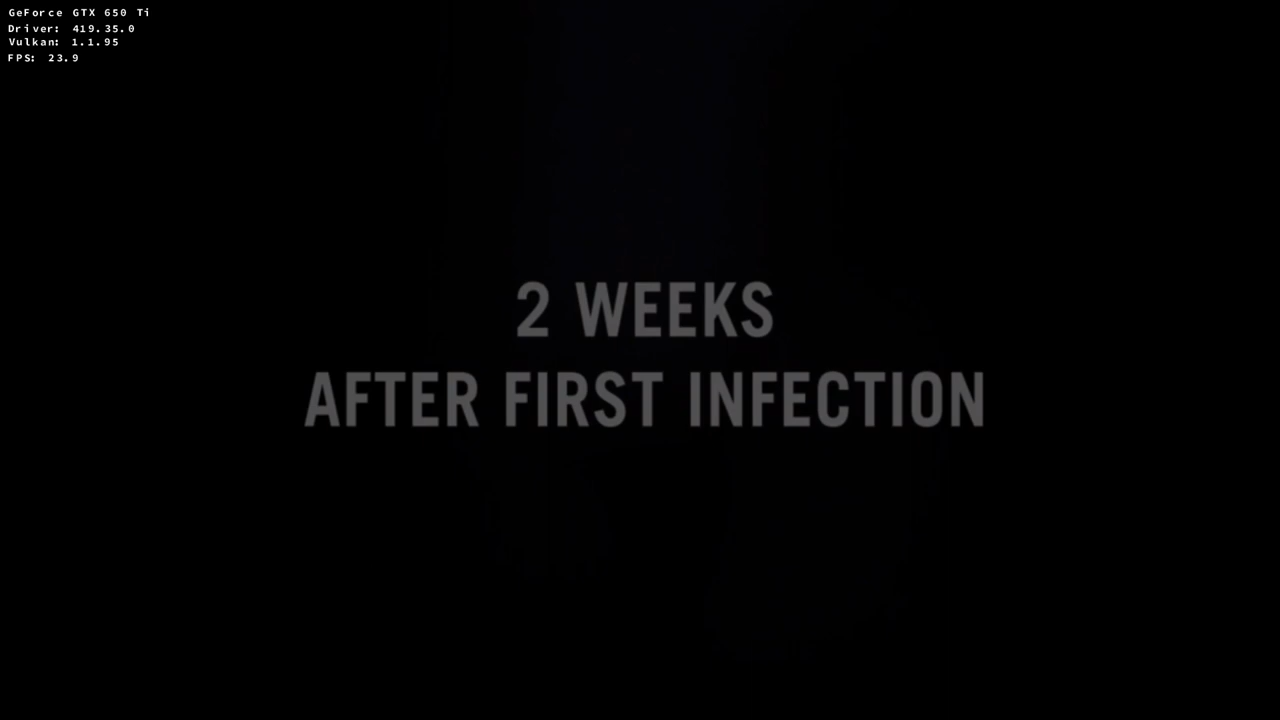 GeForce GTX 650 Ti
Driver: 419.35.0
Vulkan: 1.1.95
FPS: 23.9
2 WEEKS
AFTER FIRST INFECTION